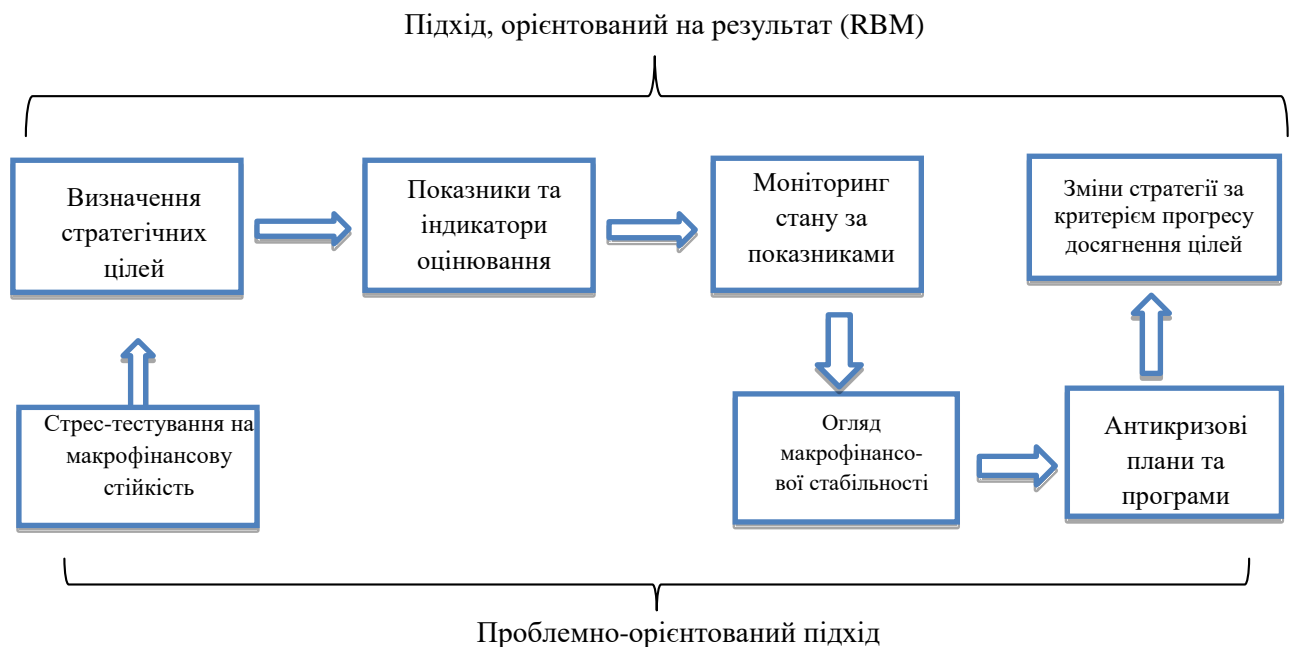 Підхід, орієнтований на результат (RBM)
Визначення
стратегічних
цілей
Показники та
індикатори
оцінювання
Моніторинг
стану за
показниками
Зміни стратегії за
критерієм прогресу
досягнення цілей
Стрес-тестування на
макрофінансову
стійкість
Огляд
макрофінансо-
вої стабільності
Антикризові
плани та
програми
Проблемно-орієнтований підхід